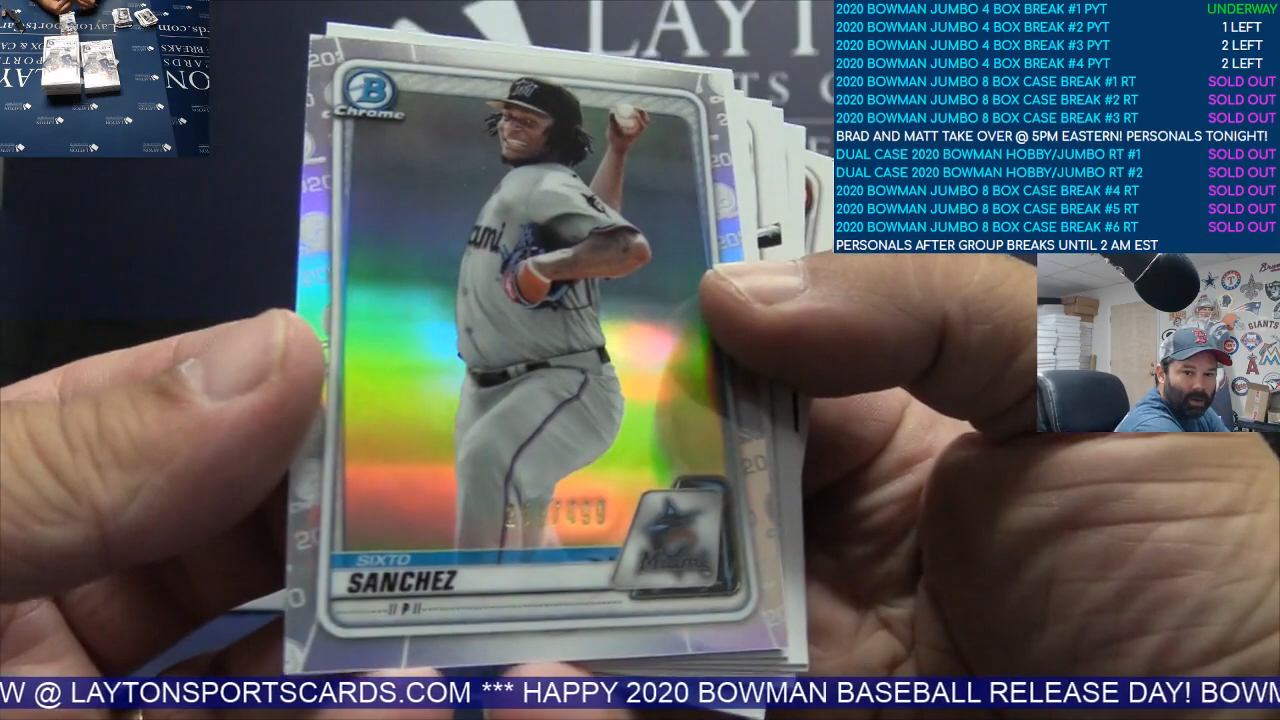 2020 BOWMAN JUMBO 4 BOX BREAK #1 PYT UNDERWAY
2020 BOWMAN JUMBO 4 BOX BREAK #2 PYT 1 LEFT
2020 BOWMAN JUMBO 4 BOX BREAK #3 PYT 2 LEFT
2020 BOWMAN JUMBO 4 BOX BREAK #4 PYT 2 LEFT
2020 BOWMAN JUMBO 8 BOX CASE BREAK #1 RT SOLD OUT
2020 BOWMAN JUMBO 8 BOX CASE BREAK #2 RT SOLD OUT
2020 BOWMAN JUMBO 8 BOX CASE BREAK #3 RT SOLD OUT
BRAD AND MATT TAKE OVER @ 5PM EASTERN! PERSONALS TONIGHT!
DUAL CASE 2020 BOWMAN HOBBY/JUMBO RT #1 SOLD OUT
DUAL CASE 2020 BOWMAN HOBBY/JUMBO RT #2 SOLD OUT
2020 BOWMAN JUMBO 8 BOX CASE BREAK #4 RT SOLD OUT
2020 BOWMAN JUMBO 8 BOX CASE BREAK #5 RT SOLD OUT
2020 BOWMAN JUMBO 8 BOX CASE BREAK #6 RT SOLD OUT
PERSONALS AFTER GROUP BREAKS UNTIL 2 AM EST
LAYT
B
Chrome
Miami
SIXTO
SANCHEZ
P
GIANTS
W @ LAYTONSPORTSCARDS.COM *** HAPPY 2020 BOWMAN BASEBALL RELEASE DAY! BOWM